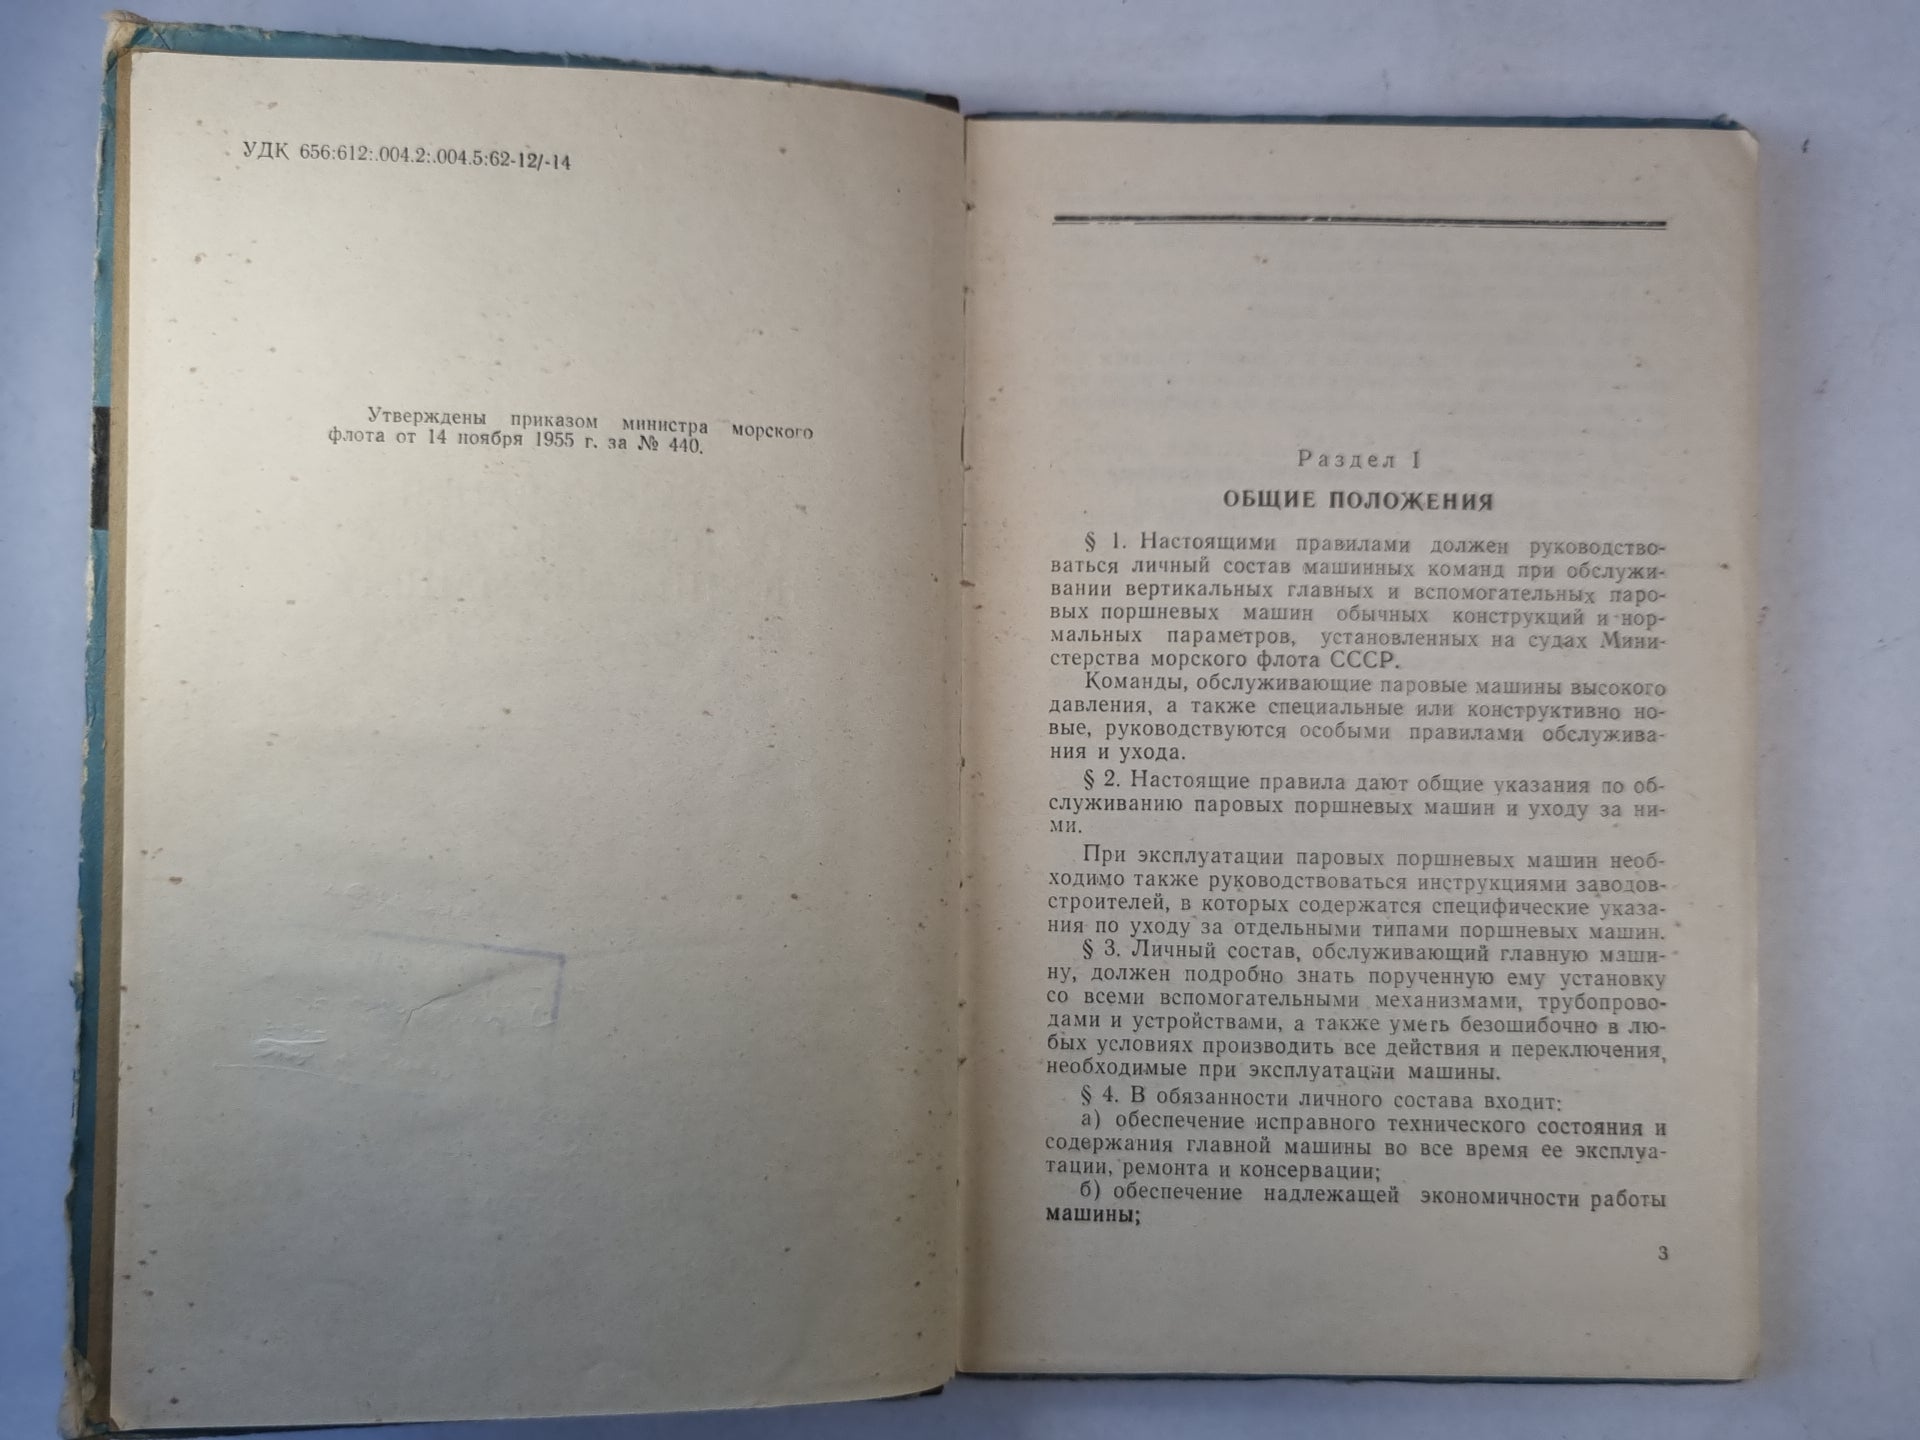 УДК 656:612:.004.2:.004.5:62-12/-14
Утверждены приказом министра морского
флота от 14 ноября 1955 г. за № 440.
Раздел I
ОБЩИЕ ПОЛОЖЕНИЯ
§ 1. Настоящими правилами должен руководство-
ваться личный состав машинных команд при обслужи-
вании вертикальных главных и вспомогательных паро-
вых поршневых машин обычных конструкций и нор-
мальных параметров, установленных на судах Мини-
стерства морского флота СССР.
Команды, обслуживающие паровые машины высокого
давления, а также специальные или конструктивно но-
вые, руководствуются особыми правилами обслужива-
ния и ухода.
§ 2. Настоящие правила дают общие указания по об-
служиванию паровых поршневых машин и уходу за ни-
ми.
При эксплуатации паровых поршневых машин необ-
ходимо также руководствоваться инструкциями заводов-
строителей, в которых содержатся специфические указа-
ния по уходу за отдельными типами поршневых машин.
§ 3. Личный состав, обслуживающий главную маши-
ну, должен подробно знать порученную ему установку
со всеми вспомогательными механизмами, трубопрово-
дами и устройствами, а также уметь безошибочно в лю-
бых условиях производить все действия и переключения,
необходимые при эксплуатации машины.
§ 4. В обязанности личного состава входит:
а) обеспечение исправного технического состояния и
содержания главной машины во все время ее эксплуа-
тации, ремонта и консервации;
б) обеспечение надлежащей экономичности работы
машины;
3